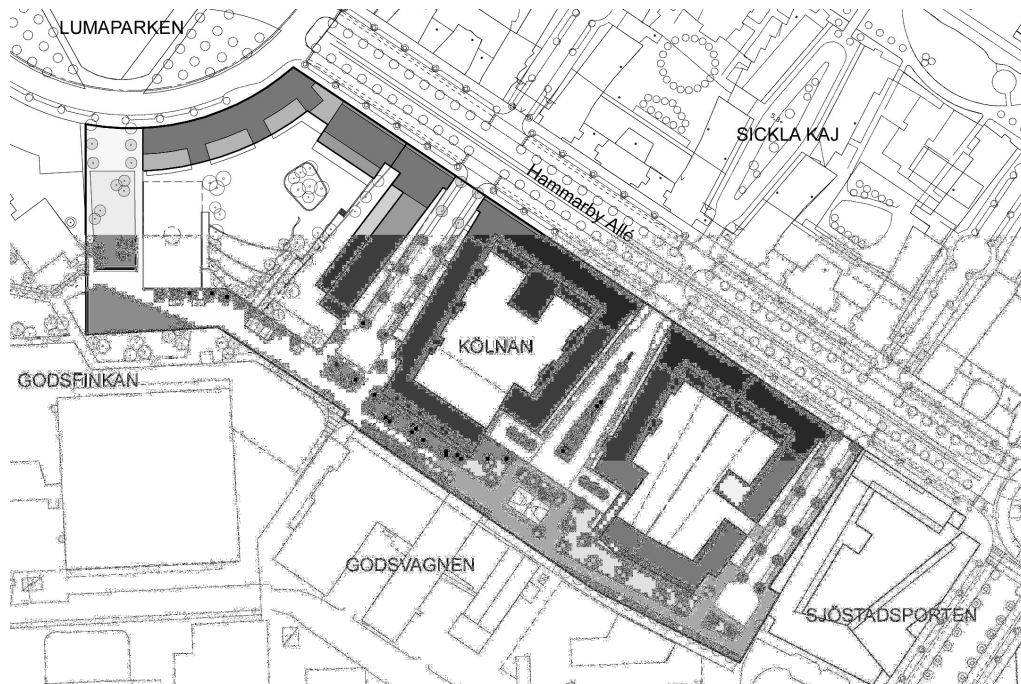 LUMAPARKEN
SICKLA KAJ
Hammarby Allé
KÖLNAN
GODSFINKAN
GODSVAGNEN
SJÖSTADSPORTEN